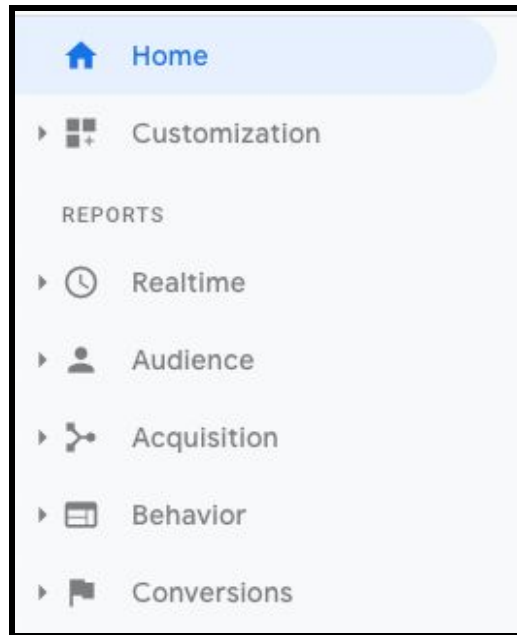 Home
Customization
REPORTS
Realtime
Audience
Acquisition
Behavior
Conversions